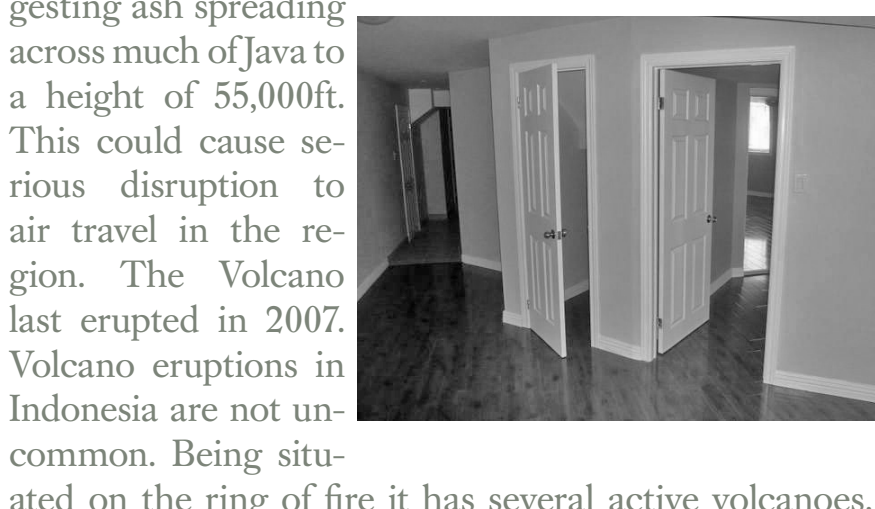 gesting ash spreading
across much of Java to
a height of 55,000ft.
This could cause se-
rious disruption to
air travel in the re-
gion. The Volcano
last erupted in 2007.
Volcano eruptions in
Indonesia are not un-
common. Being situ-
ated on the ring of fire it has several active volcanoes.